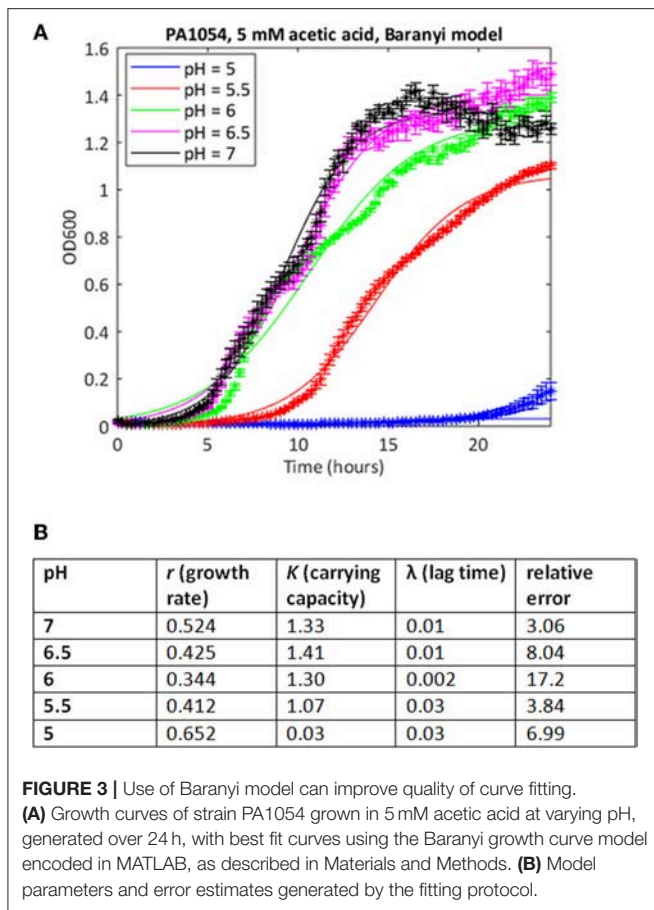 A
PA1054, 5 mM acetic acid, Baranyi model
1.6
1.4
1.2
1
0.8
0.6
0.4
0.2
0
OD600
pH = 5
pH = 5.5
pH = 6
pH = 6.5
pH = 7
0 5 10 15 20
Time (hours)
B
pH r (growth rate) K (carrying capacity) λ (lag time) relative error
7 0.524 1.33 0.01 3.06
6.5 0.425 1.41 0.01 8.04
6 0.344 1.30 0.002 17.2
5.5 0.412 1.07 0.03 3.84
5 0.652 0.03 0.03 6.99
FIGURE 3 | Use of Baranyi model can improve quality of curve fitting.
(A) Growth curves of strain PA1054 grown in 5 mM acetic acid at varying pH,
generated over 24 h, with best fit curves using the Baranyi growth curve model
encoded in MATLAB, as described in Materials and Methods. (B) Model
parameters and error estimates generated by the fitting protocol.